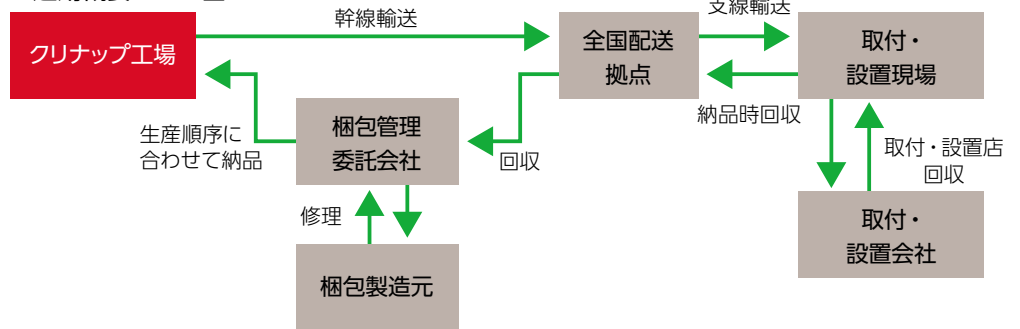 幹線輸送
支線輸送
クリナップ工場
全国配送
拠点
取付・
設置現場
納品時回収
生産順序に
合わせて納品
梱包管理
委託会社
回収
取付・設置店
回収
修理
取付・
設置会社
梱包製造元